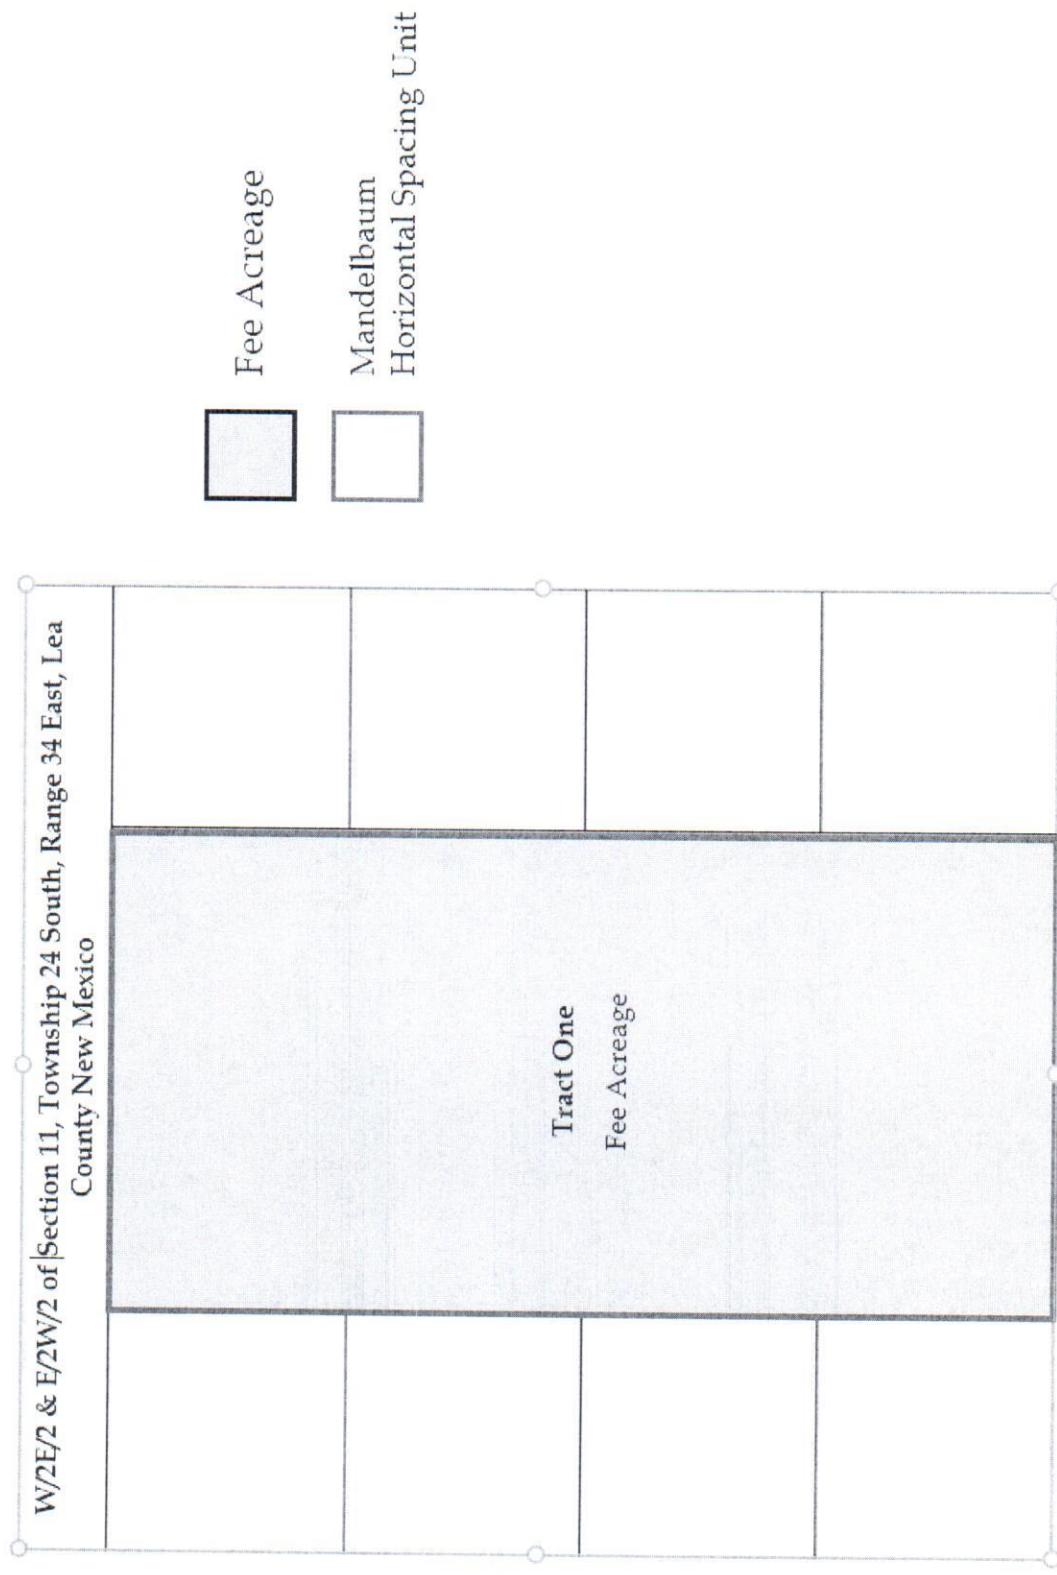 W/2E/2 & E/2W/2 of Section 11, Township 24 South, Range 34 East, Lea
County New Mexico
Tract One
Fee Acreage
Fee Acreage
Mandelbaum
Horizontal Spacing Unit